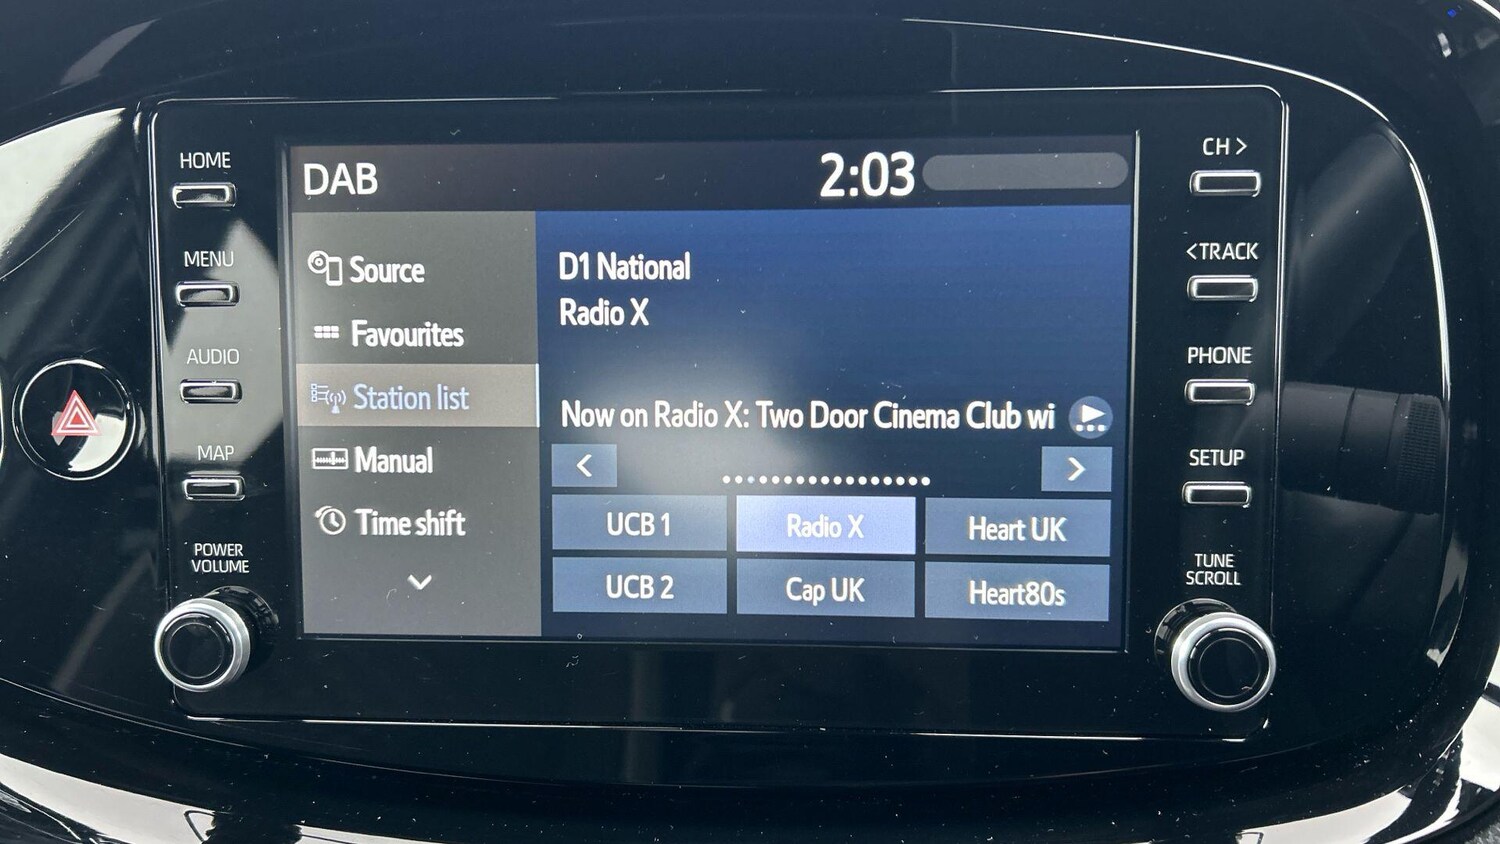 HOME
MENU
AUDIO
MAP
POWER
VOLUME
DAB
2:03
Source
Favourites
Station list
Manual
Time shift
D1 National
Radio X
Now on Radio X: Two Door Cinema Club wi
<
>
UCB 1
Radio X
Heart UK
UCB 2
Cap UK
Heart80s
CH >
<TRACK
PHONE
SETUP
TUNE
SCROLL